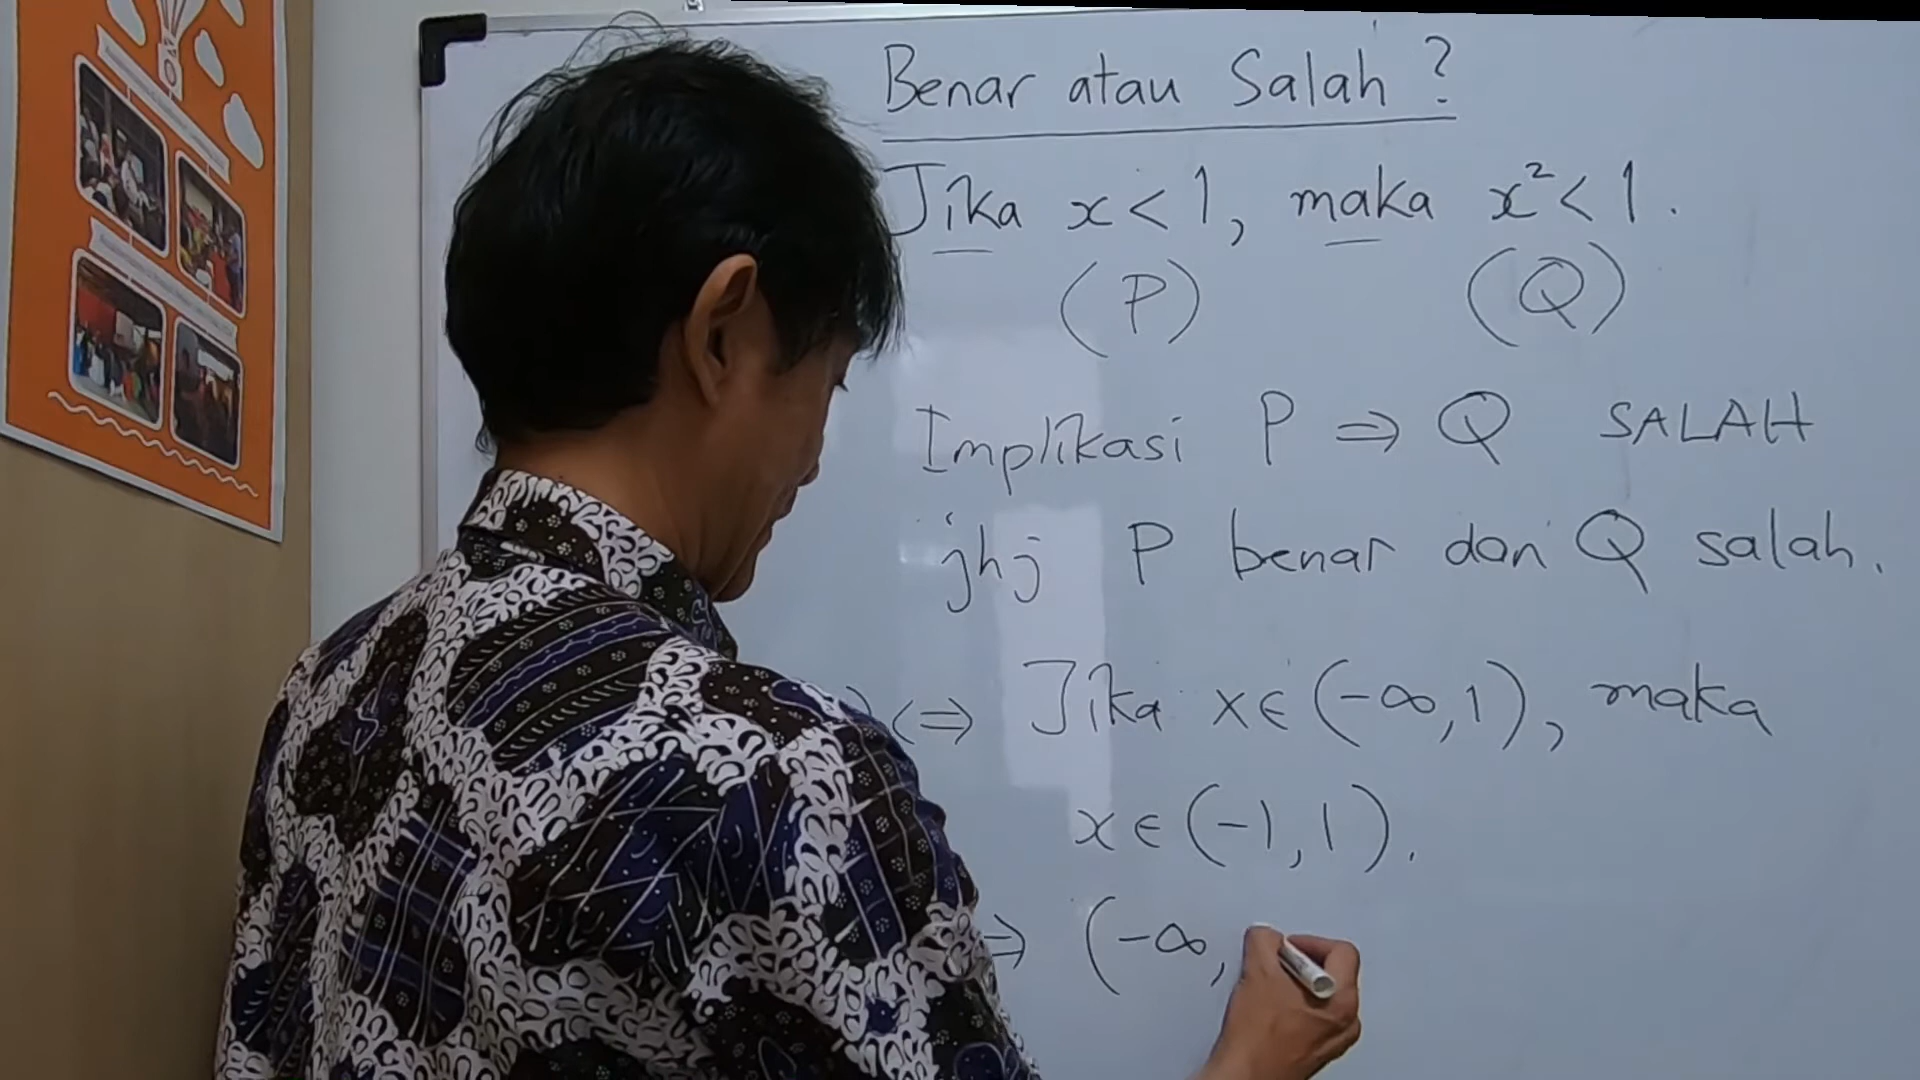 Benar atau Salah?
Jika x < 1, maka x² < 1.
(P) (Q)
Implikasi P ⇒ Q SALAH
jhj P benar dan Q salah.
) ⇔ Jika x ∈ (-∞, 1), maka
x ∈ (-1, 1).
⇒ (-∞,